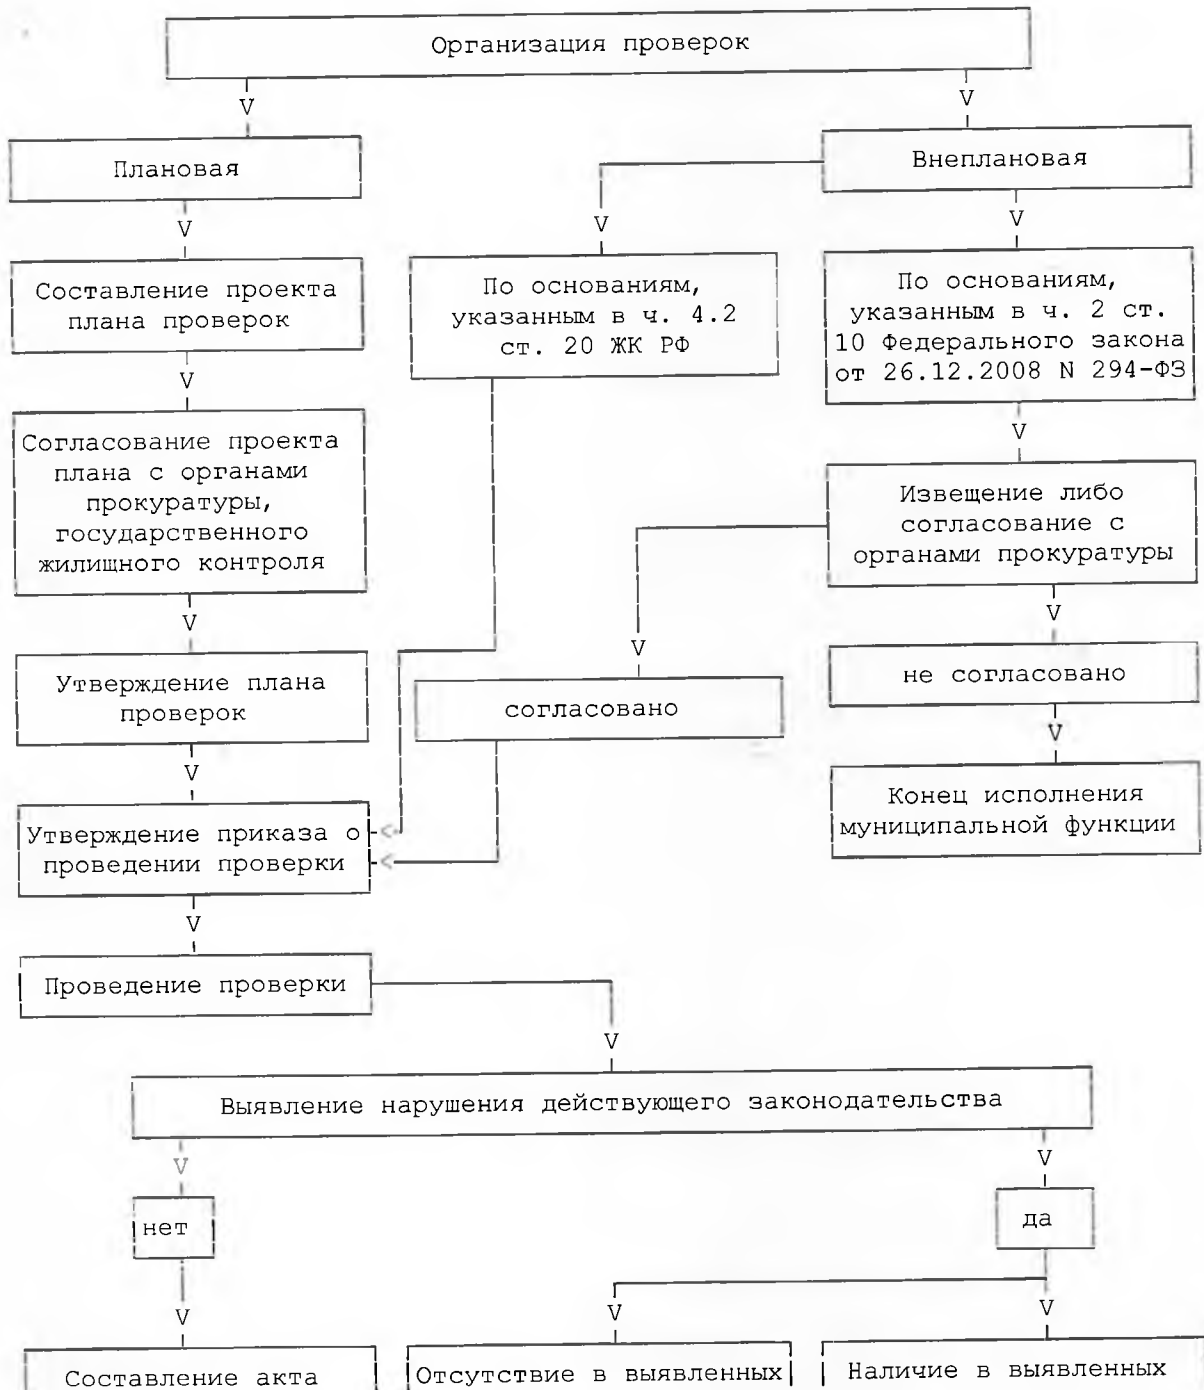 Организация проверок
V
V
Плановая
Внеплановая
V
V
V
Составление проекта
плана проверок
По основаниям,
указанным в ч. 4.2
ст. 20 ЖК РФ
По основаниям,
указанным в ч. 2 ст.
10 Федерального закона
от 26.12.2008 N 294-ФЗ
V
V
Согласование проекта
плана с органами
прокуратуры,
государственного
жилищного контроля
Извещение либо
согласование с
органами прокуратуры
V
V
V
Утверждение плана
проверок
согласовано
не согласовано
V
V
Утверждение приказа о
проведении проверки
<
<
Конец исполнения
муниципальной функции
V
Проведение проверки
V
Выявление нарушения действующего законодательства
V
V
нет
да
V
V
V
Составление акта
Отсутствие в выявленных
Наличие в выявленных